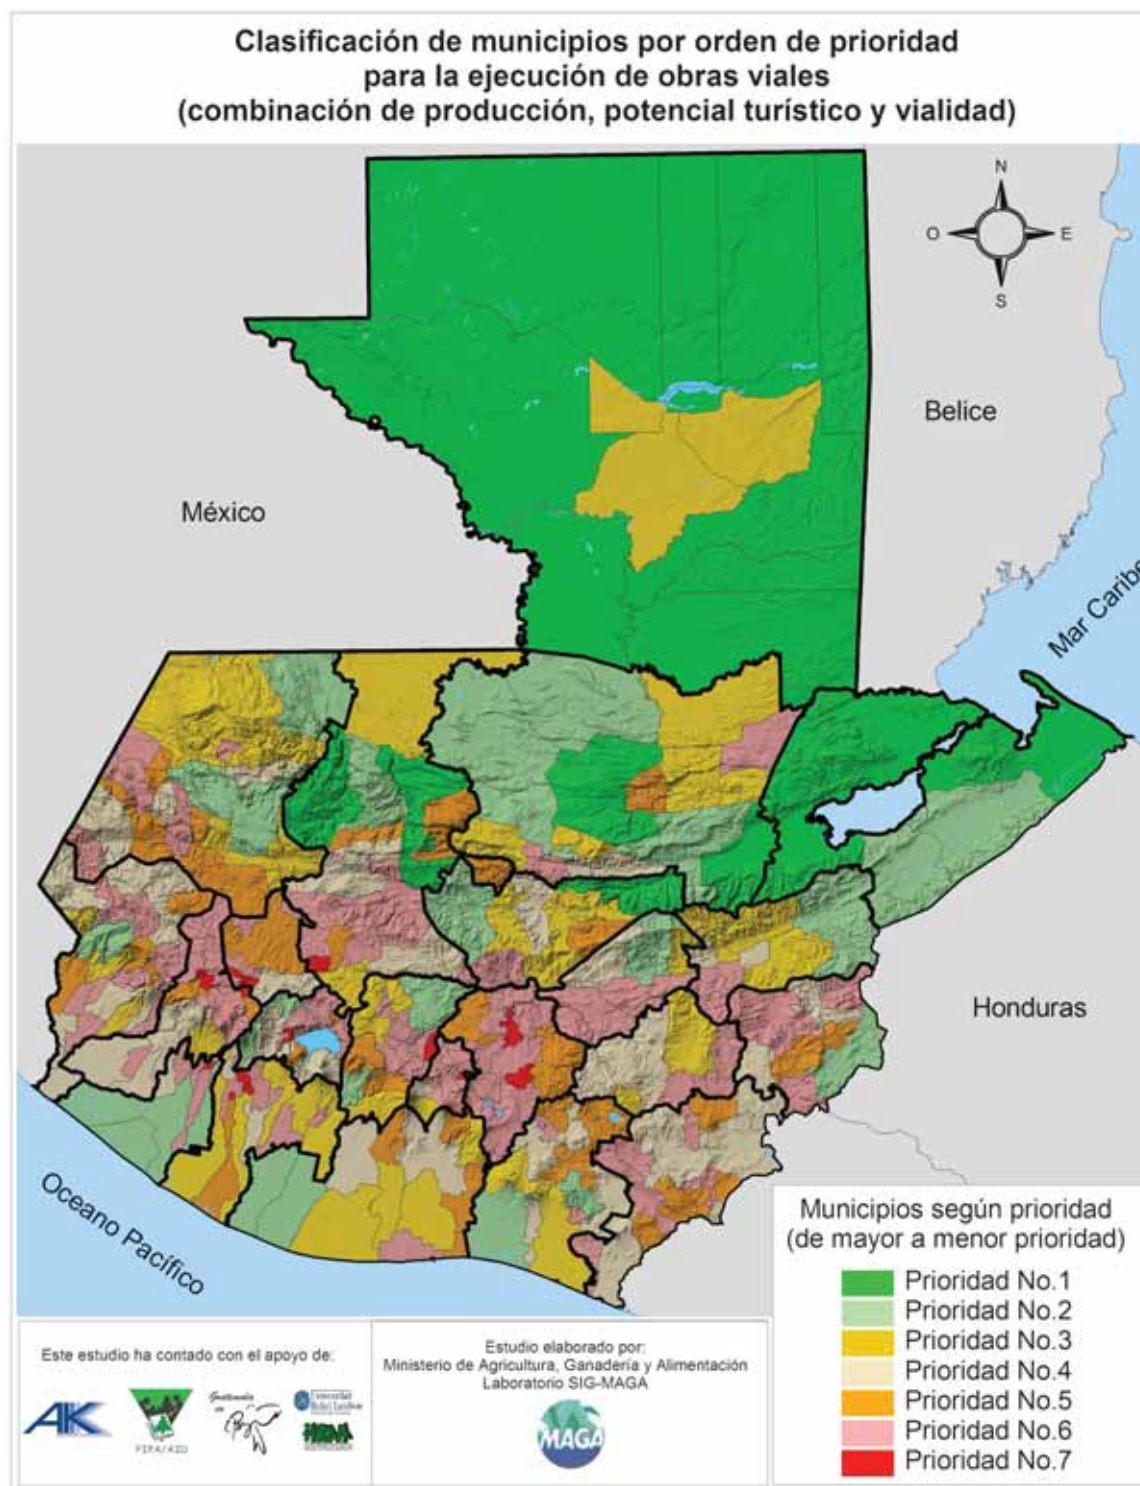 Clasificación de municipios por orden de prioridad
para la ejecución de obras viales
(combinación de producción, potencial turístico y vialidad)
N
O
E
S
Belice
México
Mar Caribe
Honduras
Oceano Pacífico
Municipios según prioridad
(de mayor a menor prioridad)
Prioridad No.1
Prioridad No.2
Prioridad No.3
Prioridad No.4
Prioridad No.5
Prioridad No.6
Prioridad No.7
Este estudio ha contado con el apoyo de:
AKK
FIPA/AID
Estudio elaborado por:
Ministerio de Agricultura, Ganadería y Alimentación
Laboratorio SIG-MAGA
MAGA